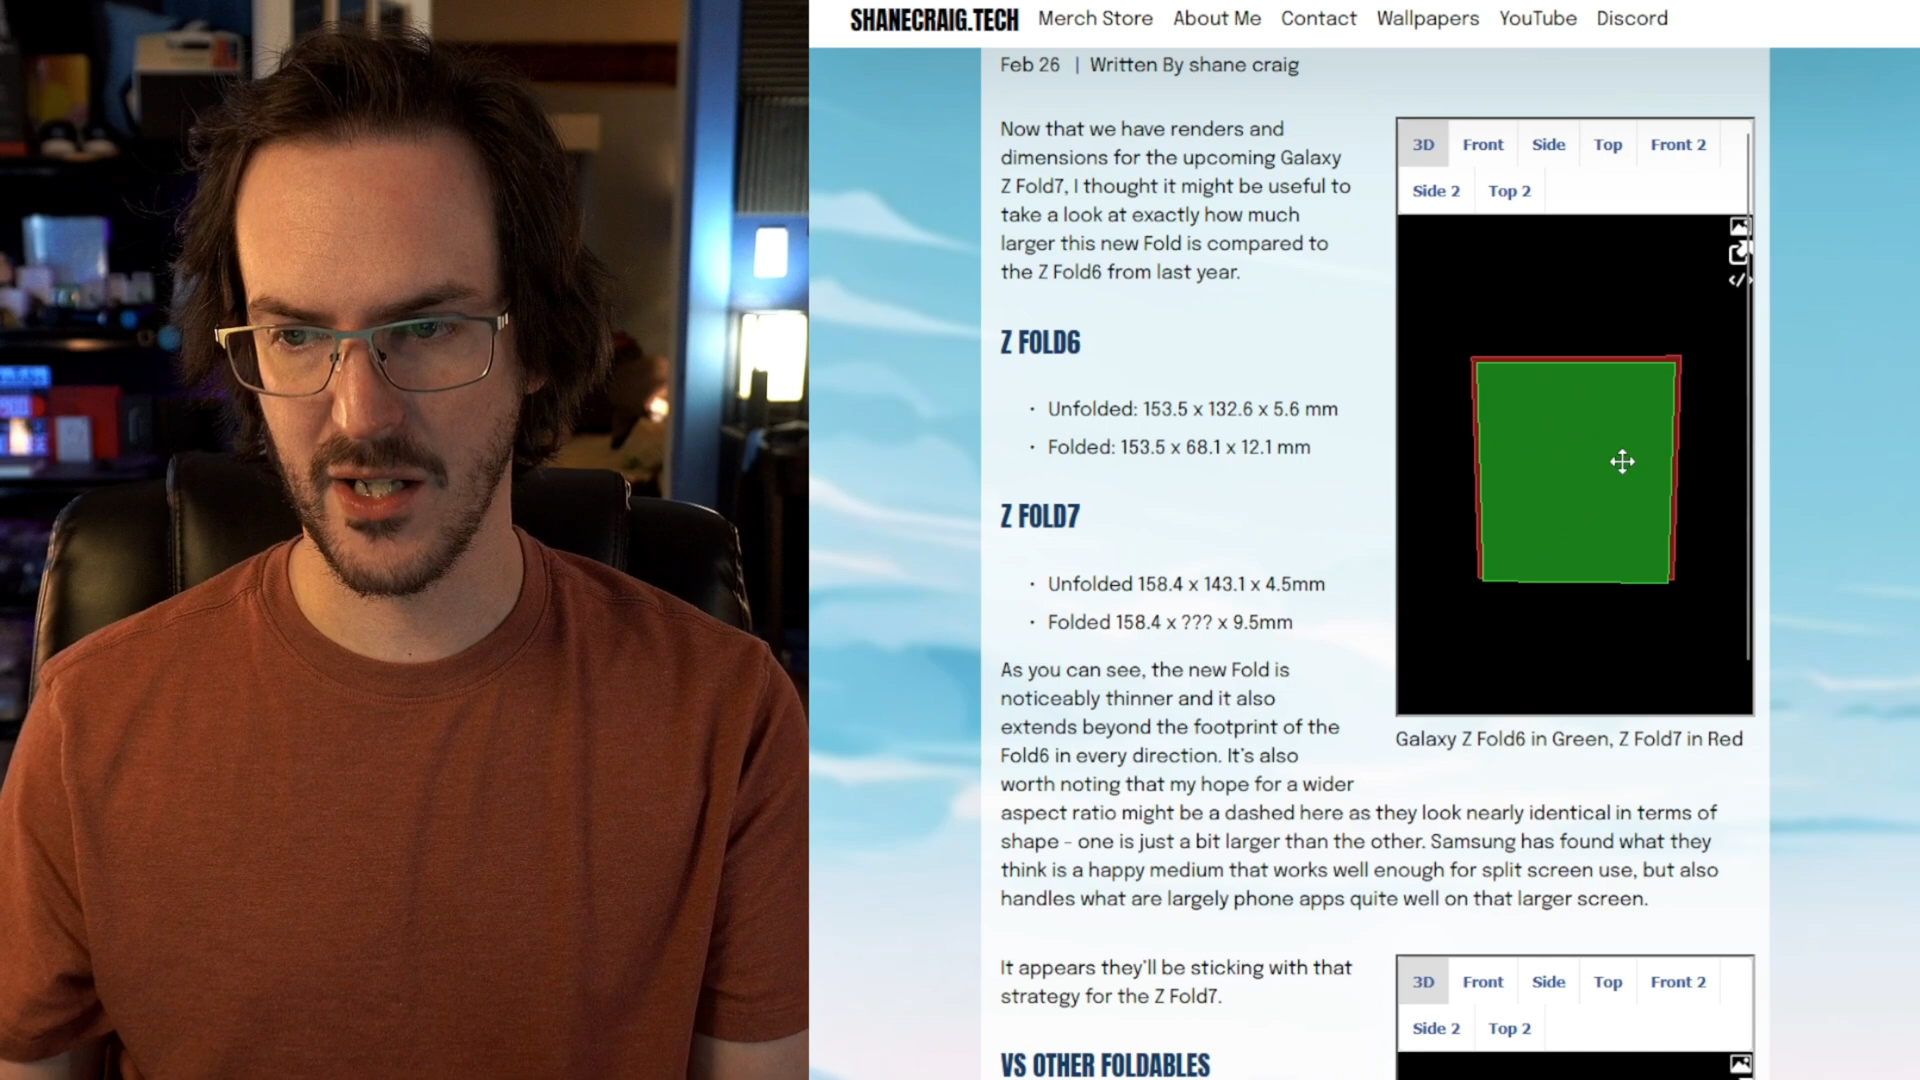 SHANECRAIG.TECH Merch Store About Me Contact Wallpapers YouTube Discord
Feb 26 | Written By shane craig
Now that we have renders and
dimensions for the upcoming Galaxy
Z Fold7, I thought it might be useful to
take a look at exactly how much
larger this new Fold is compared to
the Z Fold6 from last year.
Z FOLD6
· Unfolded: 153.5 x 132.6 x 5.6 mm
· Folded: 153.5 x 68.1 x 12.1 mm
Z FOLD7
· Unfolded 158.4 x 143.1 x 4.5mm
· Folded 158.4 x ??? x 9.5mm
3D Front Side Top Front 2
Side 2 Top 2
Galaxy Z Fold6 in Green, Z Fold7 in Red
As you can see, the new Fold is
noticeably thinner and it also
extends beyond the footprint of the
Fold6 in every direction. It's also
worth noting that my hope for a wider
aspect ratio might be a dashed here as they look nearly identical in terms of
shape - one is just a bit larger than the other. Samsung has found what they
think is a happy medium that works well enough for split screen use, but also
handles what are largely phone apps quite well on that larger screen.
It appears they'll be sticking with that
strategy for the Z Fold7.
3D Front Side Top Front 2
Side 2 Top 2
VS OTHER FOLDABLES